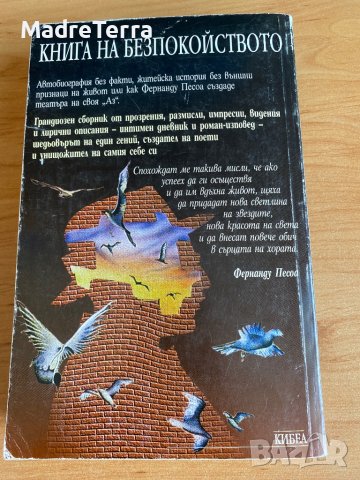 MadreTerra
КНИГА НА БЕЗПОКОЙСТВОТО
Автобиография без факти, житейска история без външни
признаци на живот или как Фернанду Песоа създаде
театъра на своя „Аз“.
Грандиозен сборник от прозрения, размисли, импресии, видения
и лирични описания – интимен дневник и роман-изповед –
шедьовърът на един гений, създател на поети
и унищожител на самия себе си
Спохождат ме такива мисли, че ако
успеех да ги осъществя
и да им вдъхна живот, щяха
да придадат нова светлина
на звездите,
нова красота на света
и да внесат повече обич
в сърцата на хората.
Фернанду Песоа
КИБЕА
BAZAR.BG